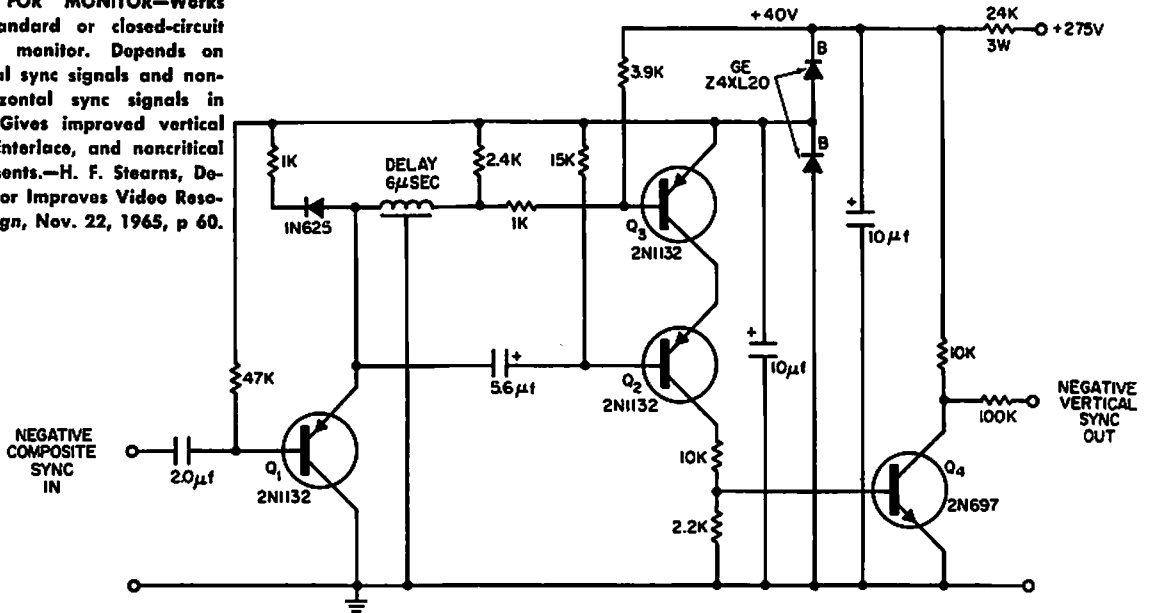 FOR MONITOR—Works
andard or closed-circuit
monitor. Dopends on
al sync signals and non-
zontal sync signals in
Gives improved vertical
interlace, and noncritical
ents.—H. F. Stearns, De-
or Improves Video Reso-
gn, Nov. 22, 1965, p 60.
+40V
24K
3W
+275V
B
GE
Z4XL20
3.9K
B
1K
DELAY
6μSEC
2.4K
15K
1N625
1K
Q3
2N1132
+
10μf
47K
5.6μf
+
Q2
2N1132
+
10μf
10K
100K
NEGATIVE
VERTICAL
SYNC
OUT
NEGATIVE
COMPOSITE
SYNC
IN
2.0μf
Q1
2N1132
10K
Q4
2N697
2.2K